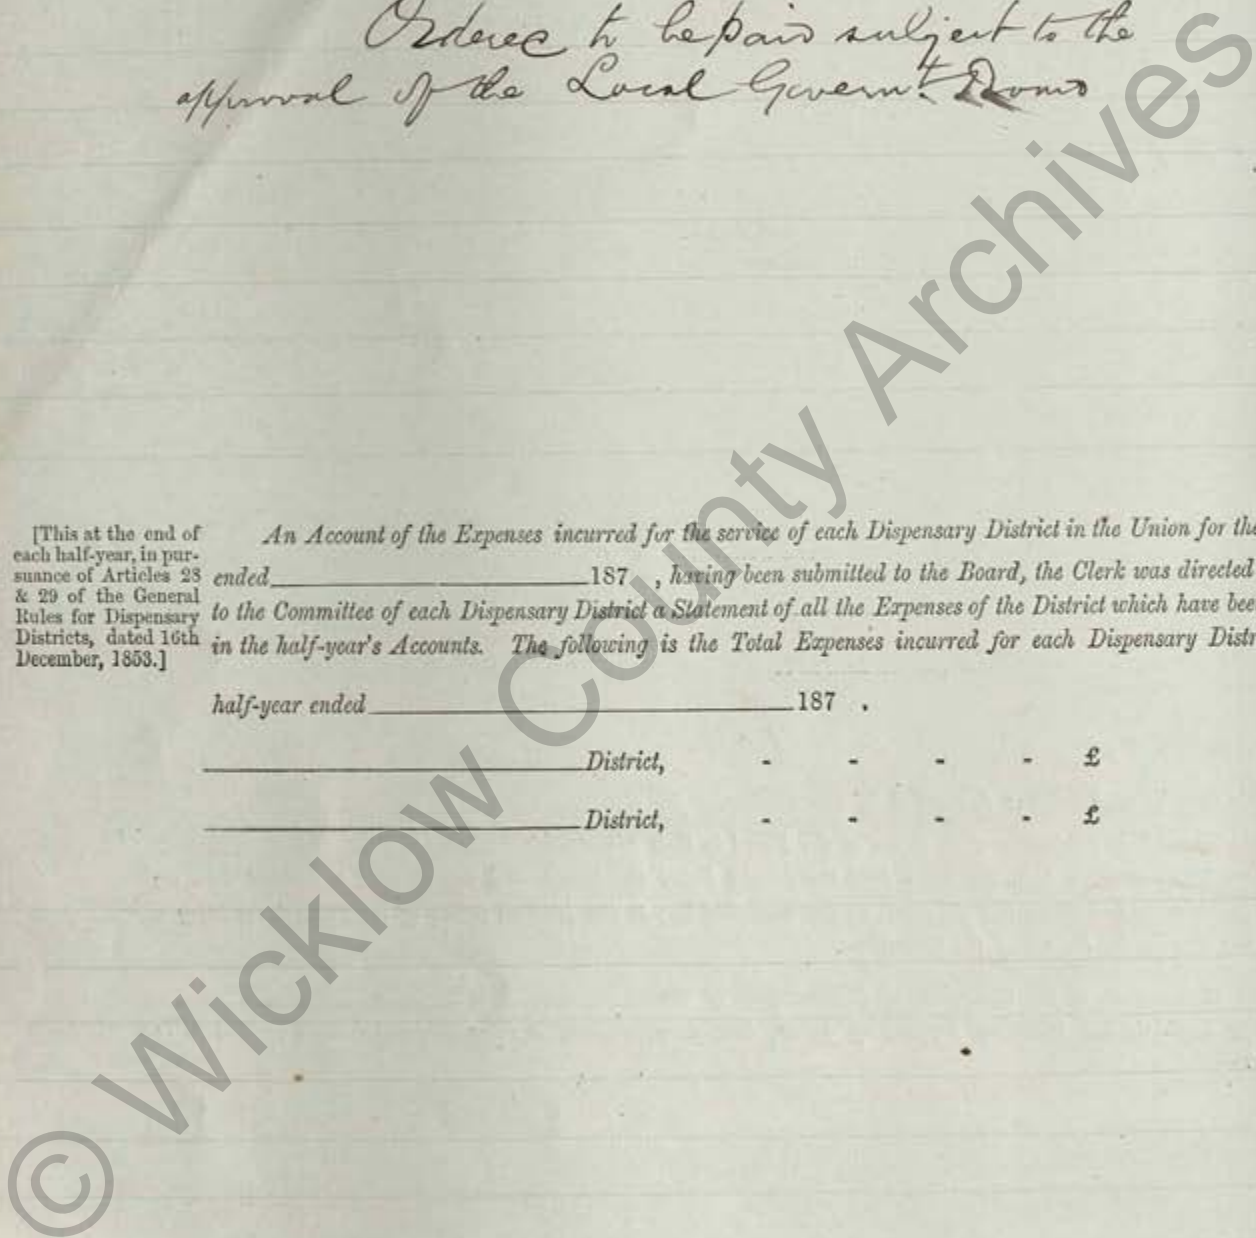 Ordered to be paid subject to the
approval of the Local Governt. Board
[This at the end of
each half-year, in pur-
suance of Articles 28
& 29 of the General
Rules for Dispensary
Districts, dated 16th
December, 1853.]
An Account of the Expenses incurred for the service of each Dispensary District in the Union for the
ended 187 , having been submitted to the Board, the Clerk was directed
to the Committee of each Dispensary District a Statement of all the Expenses of the District which have bee
in the half-year's Accounts. The following is the Total Expenses incurred for each Dispensary Distr
half-year ended 187 .
District, - - - - £
District, - - - - £
© Wicklow County Archives